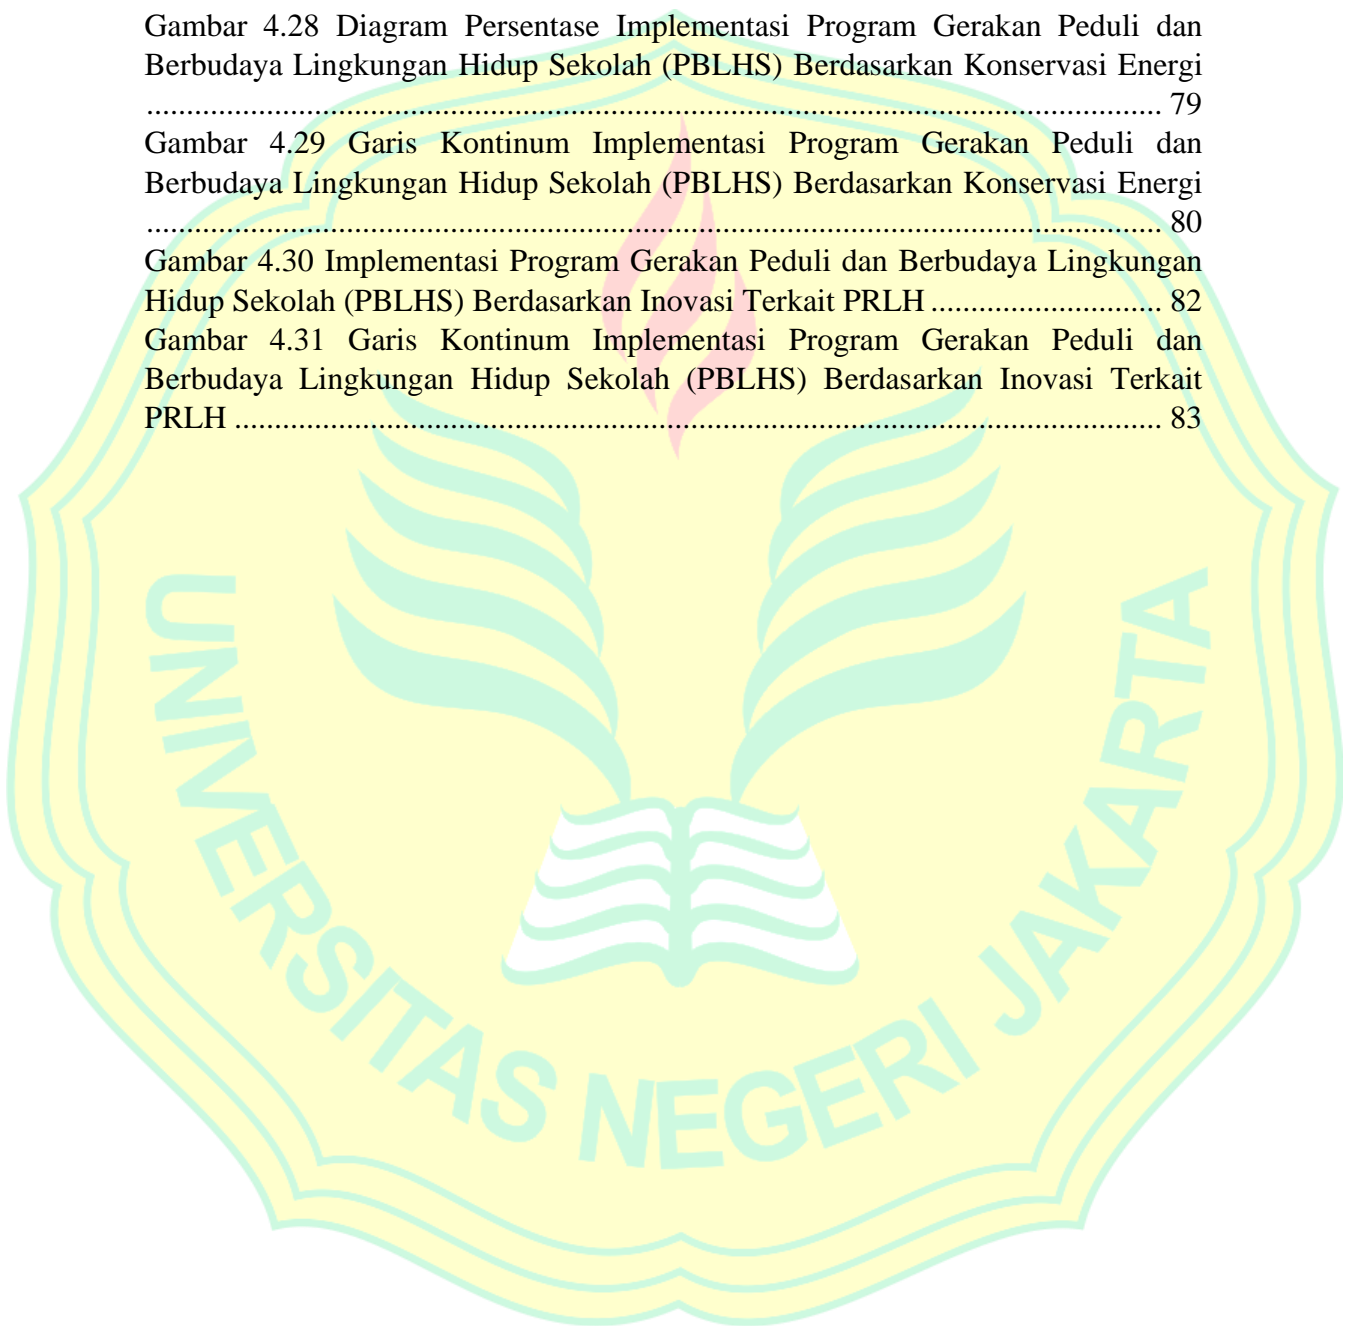 Gambar 4.28 Diagram Persentase Implementasi Program Gerakan Peduli dan
Berbudaya Lingkungan Hidup Sekolah (PBLHS) Berdasarkan Konservasi Energi
................................................................................................................................. 79
Gambar 4.29 Garis Kontinum Implementasi Program Gerakan Peduli dan
Berbudaya Lingkungan Hidup Sekolah (PBLHS) Berdasarkan Konservasi Energi
................................................................................................................................. 80
Gambar 4.30 Implementasi Program Gerakan Peduli dan Berbudaya Lingkungan
Hidup Sekolah (PBLHS) Berdasarkan Inovasi Terkait PRLH ............................. 82
Gambar 4.31 Garis Kontinum Implementasi Program Gerakan Peduli dan
Berbudaya Lingkungan Hidup Sekolah (PBLHS) Berdasarkan Inovasi Terkait
PRLH ...................................................................................................................... 83
UNIVERSITAS NEGERI JAKARTA